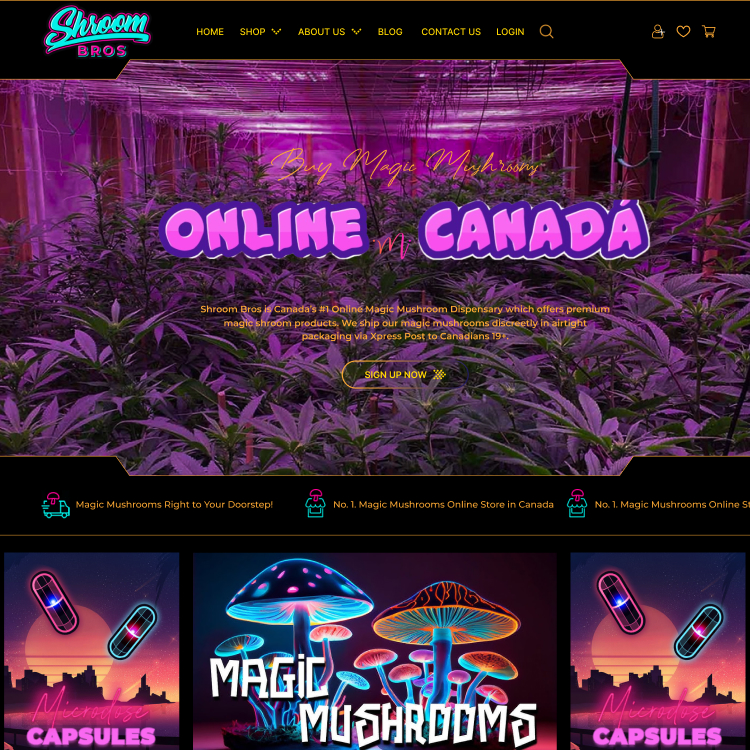 Shroom
BROS
HOME
SHOP
ABOUT US
BLOG
CONTACT US
LOGIN
Buy Magic Mushrooms
ONLINE in CANADÁ
Shroom Bros is Canada's #1 Online Magic Mushroom Dispensary which offers premium
magic shroom products. We ship our magic mushrooms discreetly in airtight
packaging via Xpress Post to Canadians 19+.
SIGN UP NOW
Magic Mushrooms Right to Your Doorstep!
No. 1. Magic Mushrooms Online Store in Canada
No. 1. Magic Mushrooms Online St
Microdose
CAPSULES
MAGIC
MUSHROOMS
Microdose
CAPSULES